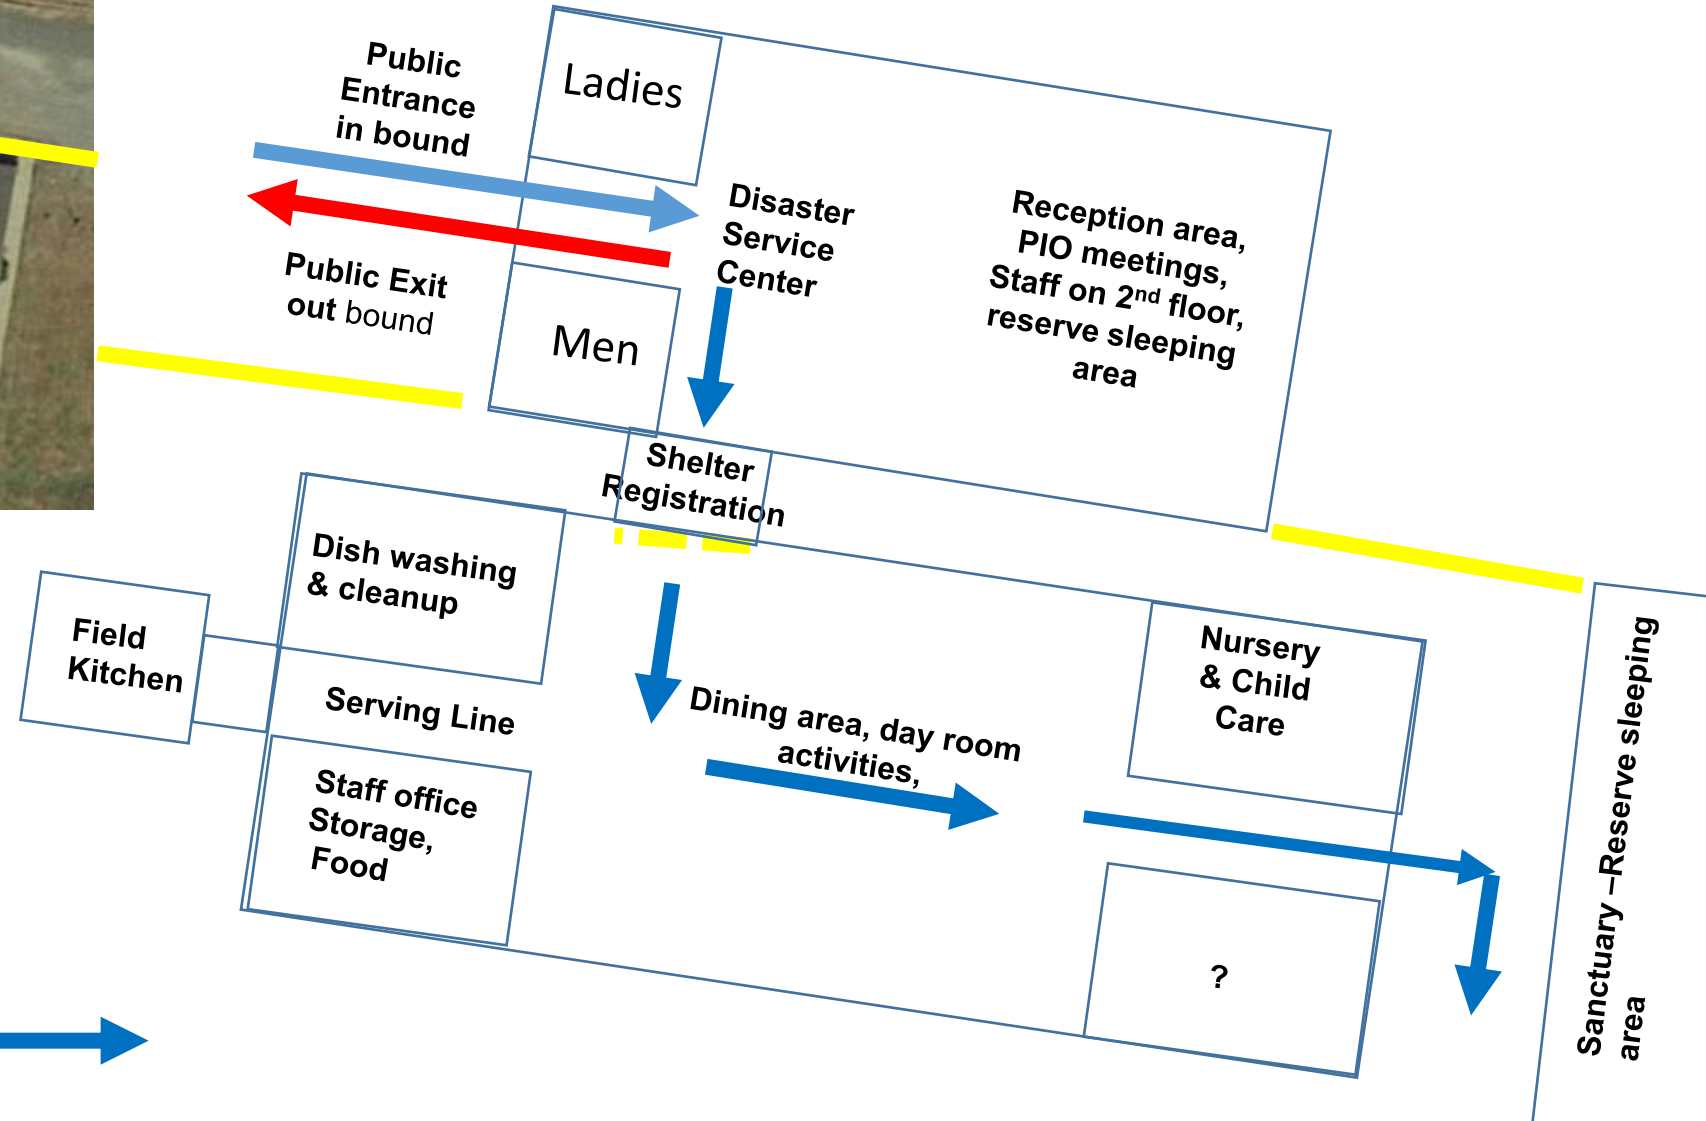 Public
Entrance
in bound
Ladies
Public Exit
out bound
Men
Disaster
Service
Center
Reception area,
PIO meetings,
Staff on 2nd floor,
reserve sleeping
area
Shelter
Registration
Dish washing
& cleanup
Field
Kitchen
Serving Line
Staff office
Storage,
Food
Dining area, day room
activities,
Nursery
& Child
Care
?
Sanctuary –Reserve sleeping
area